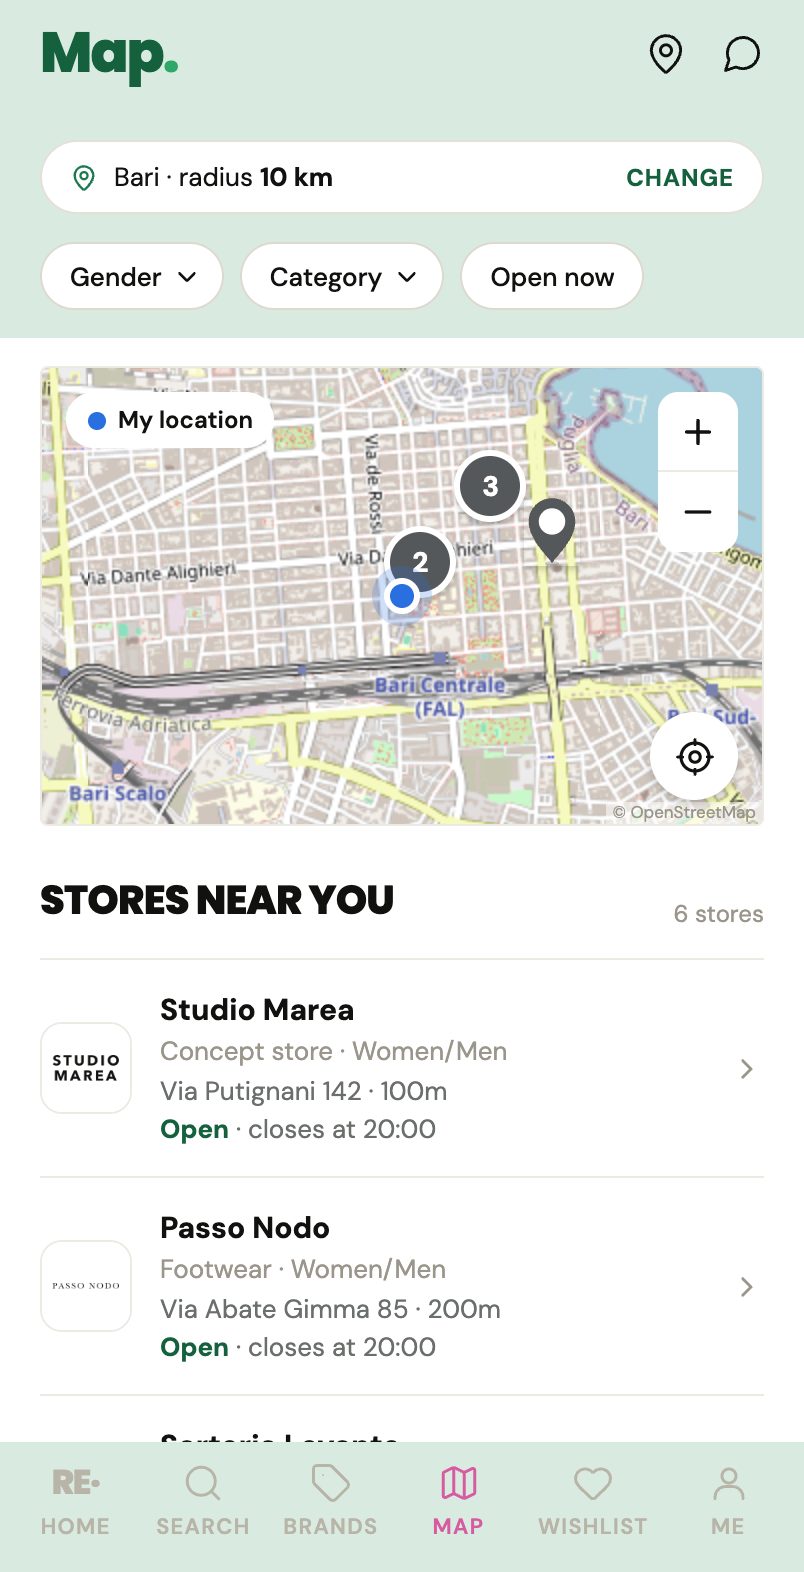 Map.
Bari · radius 10 km
CHANGE
Gender
Category
Open now
My location
Via de Rossi
3
2
Via Dante Alighieri
Puglia
Bari
Bari Centrale
(FAL)
Ferrovia Adriatica
Bari Scalo
© OpenStreetMap
STORES NEAR YOU
6 stores
STUDIO
MAREA
Studio Marea
Concept store · Women/Men
Via Putignani 142 · 100m
Open · closes at 20:00
PASSO NODO
Passo Nodo
Footwear · Women/Men
Via Abate Gimma 85 · 200m
Open · closes at 20:00
RE•
HOME
SEARCH
BRANDS
MAP
WISHLIST
ME